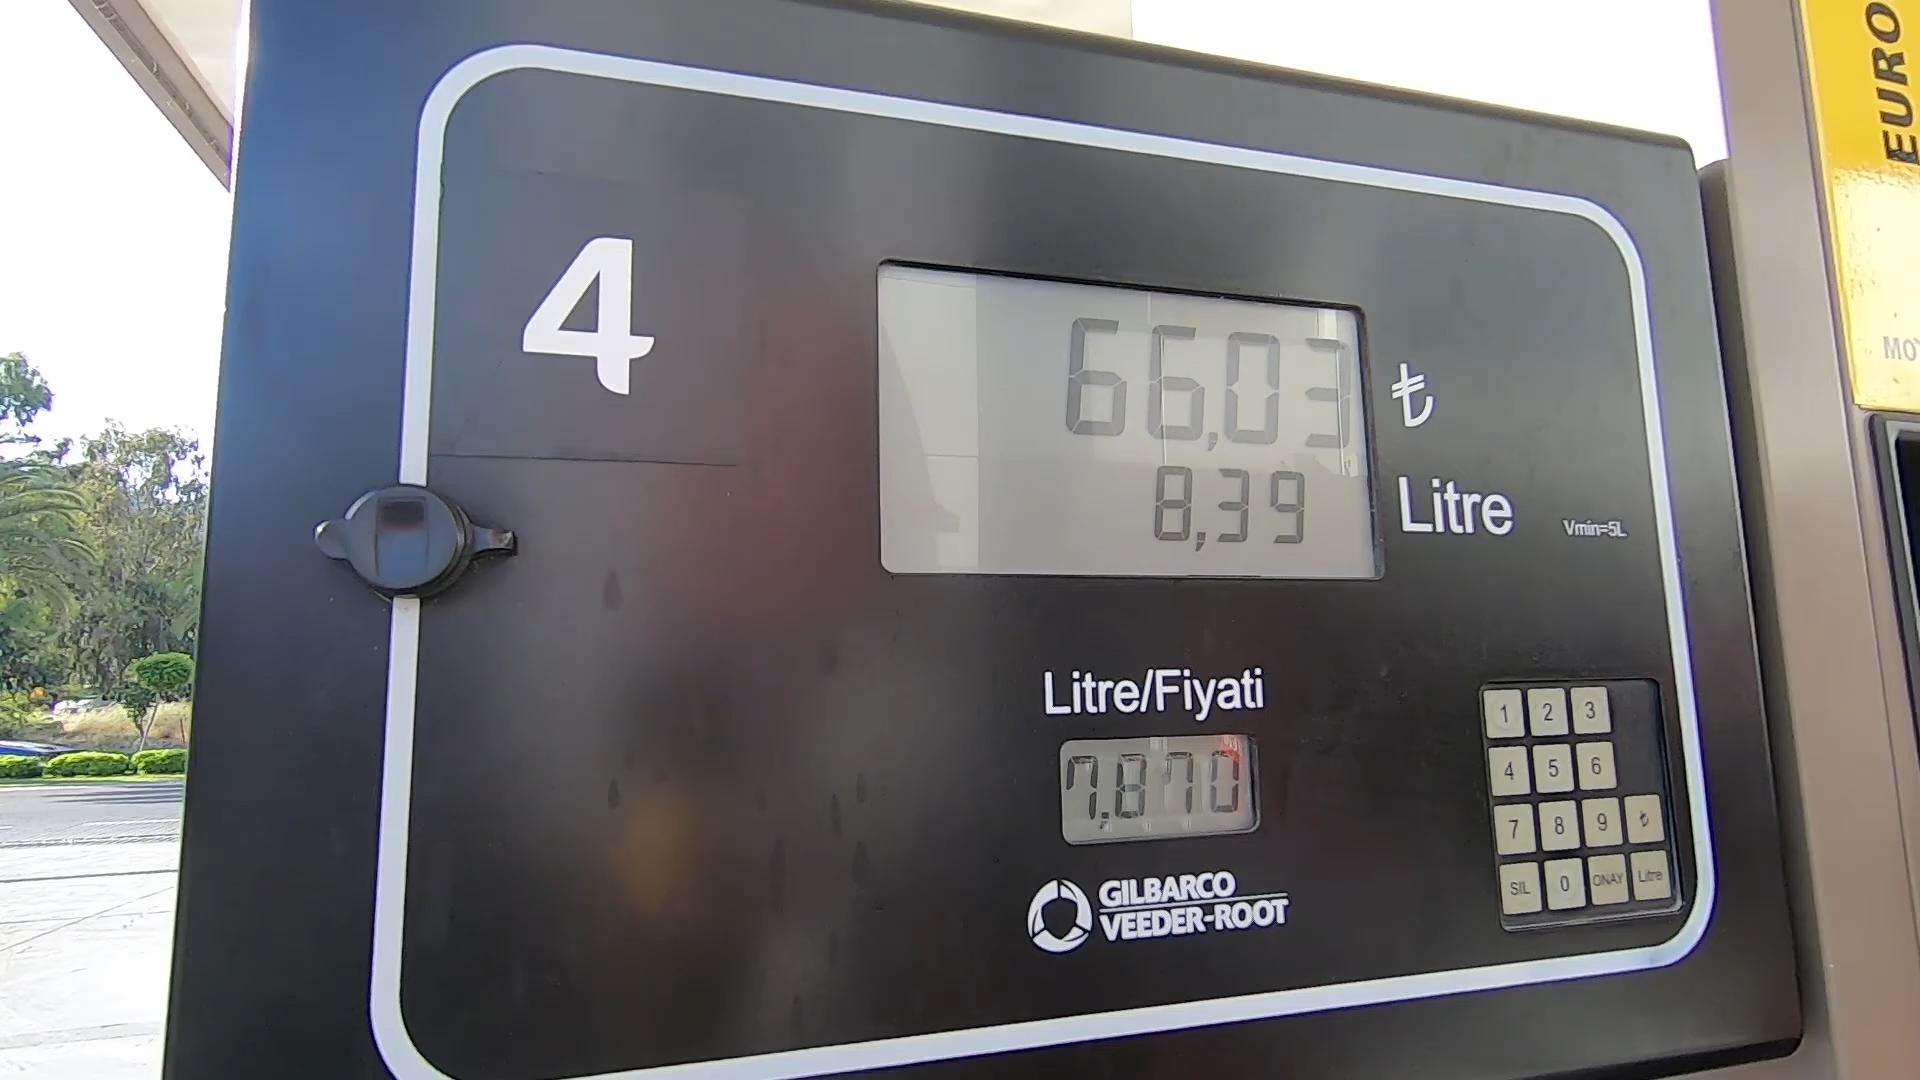 4
66,03 ₺
8,39 Litre
Vmin=5L
Litre/Fiyati
7.870
GILBARCO
VEEDER-ROOT
1 2 3
4 5 6
7 8 9 ₺
SIL 0 ONAY Litre
EURO